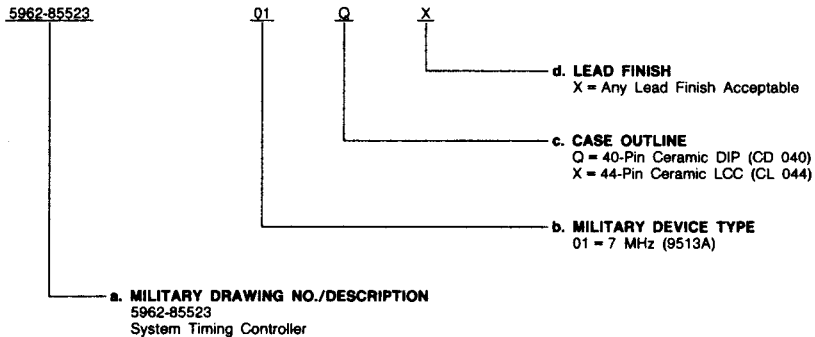 5962-85523 01 Q X
d. LEAD FINISH
X = Any Lead Finish Acceptable
c. CASE OUTLINE
Q = 40-Pin Ceramic DIP (CD 040)
X = 44-Pin Ceramic LCC (CL 044)
b. MILITARY DEVICE TYPE
01 = 7 MHz (9513A)
a. MILITARY DRAWING NO./DESCRIPTION
5962-85523
System Timing Controller